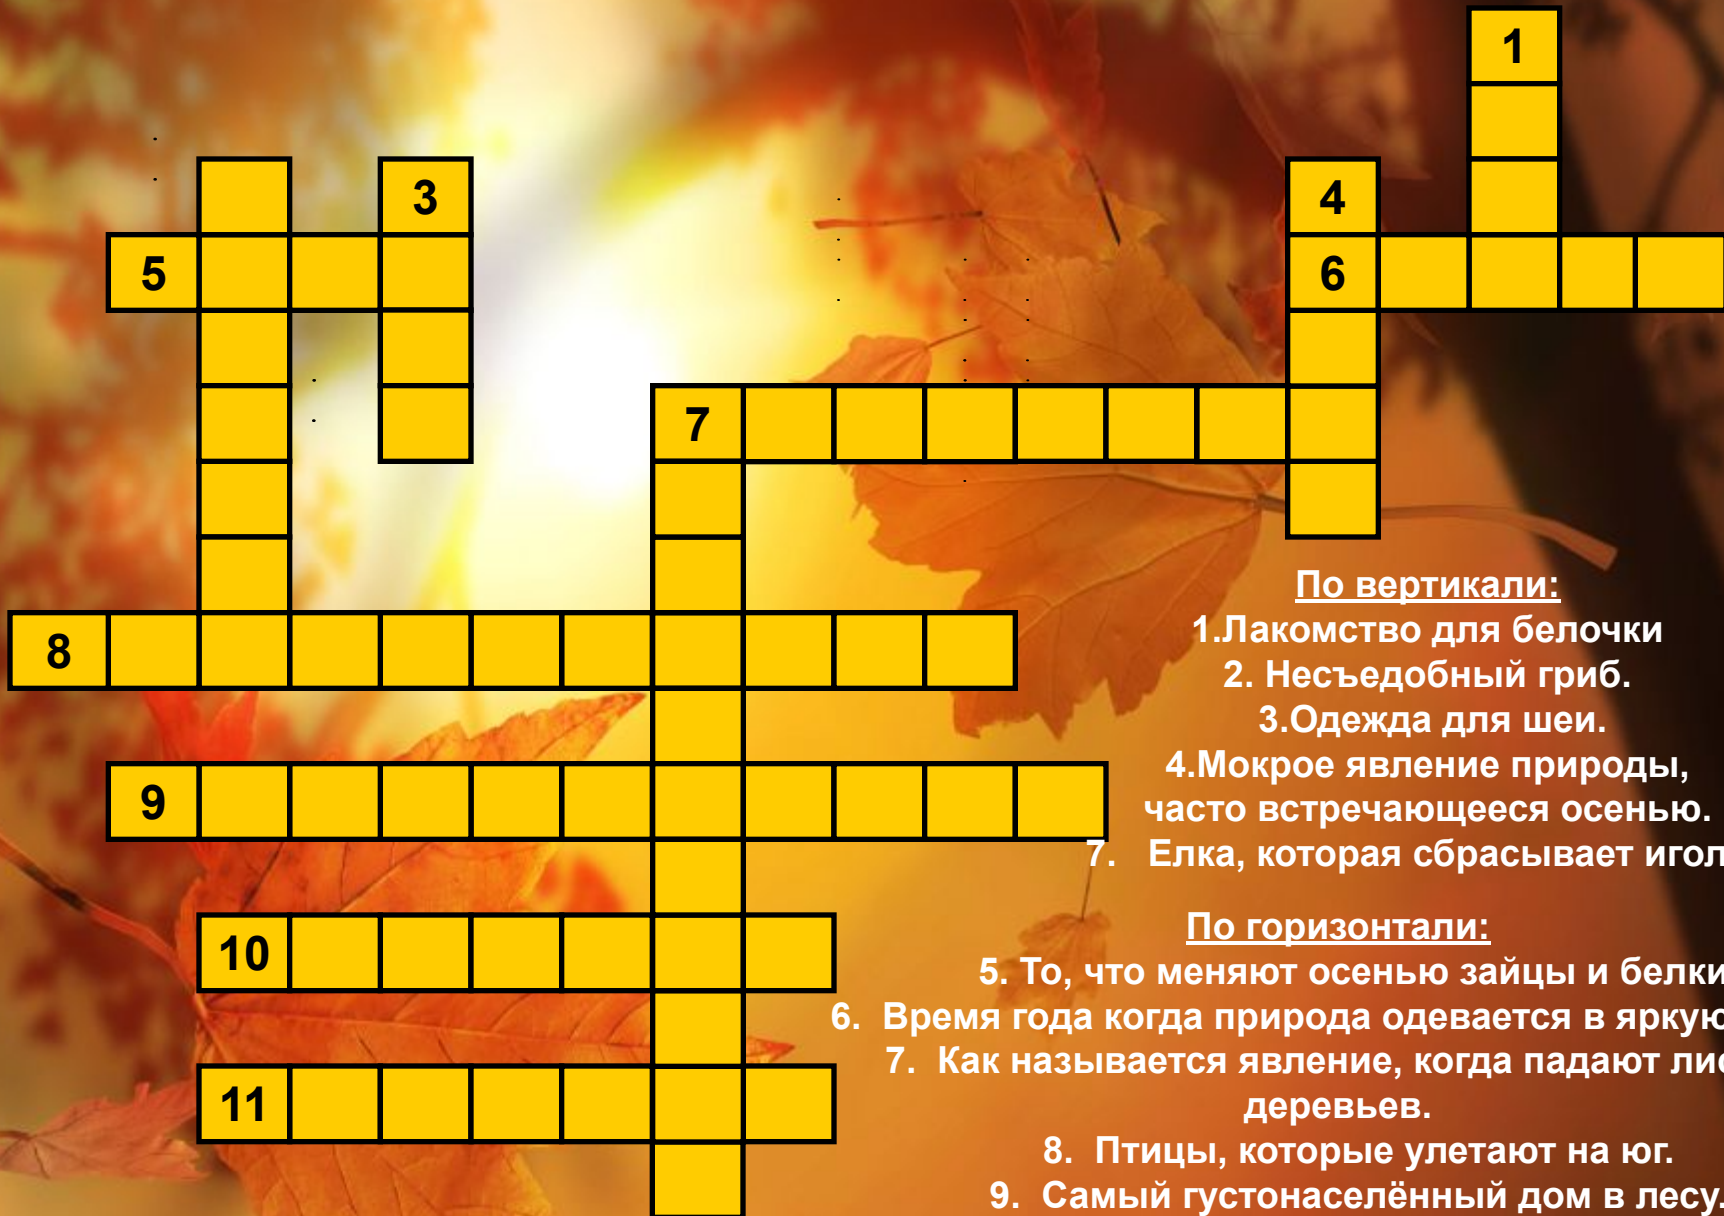 1
3
4
5
6
7
8
9
10
11
По вертикали:
1.Лакомство для белочки
2. Несъедобный гриб.
3.Одежда для шеи.
4.Мокрое явление природы,
часто встречающееся осенью.
7. Елка, которая сбрасывает игол
По горизонтали:
5. То, что меняют осенью зайцы и белки
6. Время года когда природа одевается в яркую
7. Как называется явление, когда падают лис
деревьев.
8. Птицы, которые улетают на юг.
9. Самый густонаселённый дом в лесу.